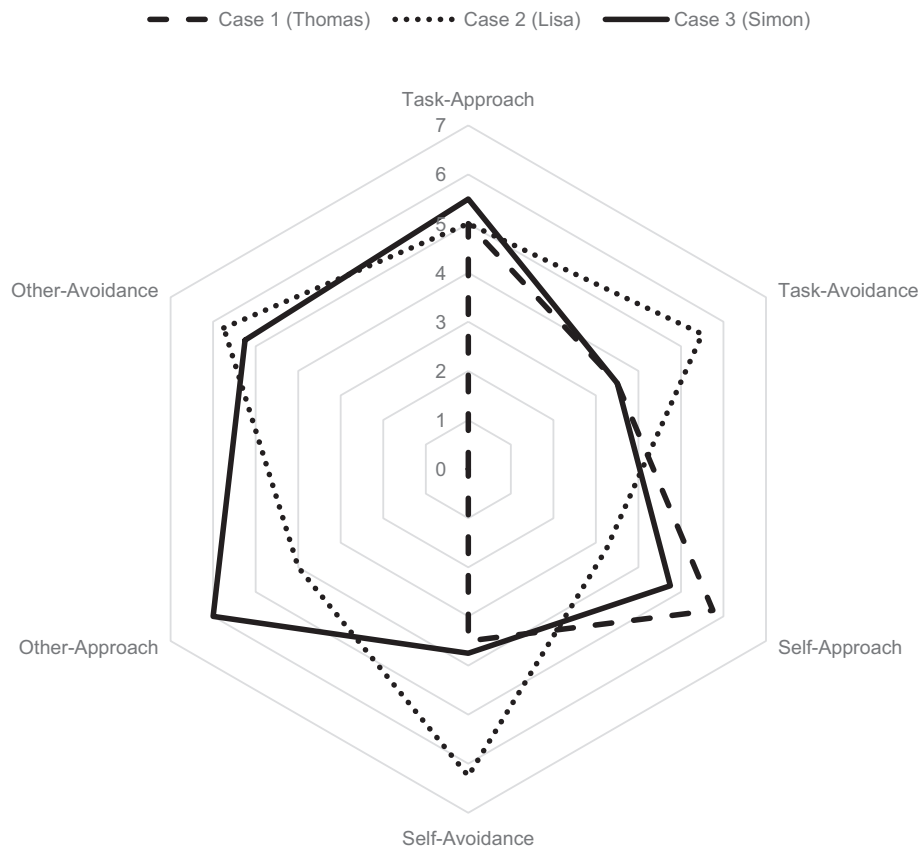 Case 1 (Thomas) Case 2 (Lisa) Case 3 (Simon)
Task-Approach
7
6
5
4
3
2
1
0
Other-Avoidance
Task-Avoidance
Other-Approach
Self-Approach
Self-Avoidance